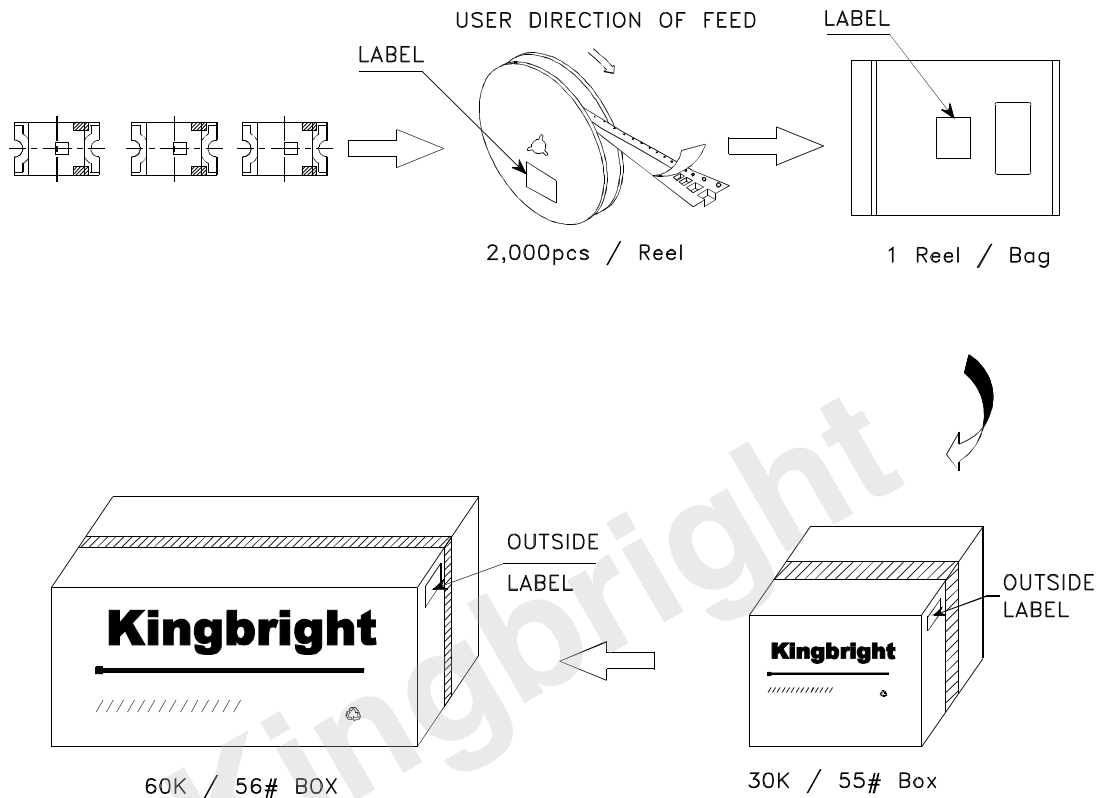 USER DIRECTION OF FEED
LABEL
LABEL
2,000pcs / Reel
1 Reel / Bag
OUTSIDE
LABEL
OUTSIDE
LABEL
Kingbright
Kingbright
60K / 56# BOX
30K / 55# Box
Kingbright